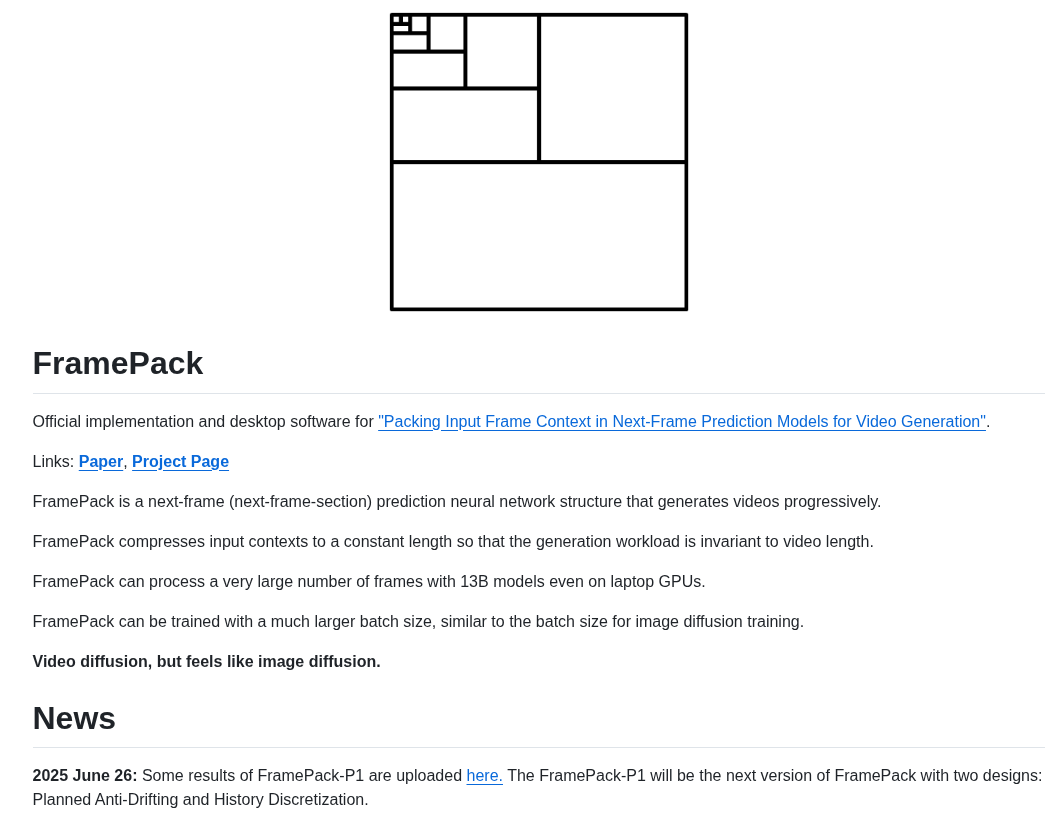 FramePack
Official implementation and desktop software for "Packing Input Frame Context in Next-Frame Prediction Models for Video Generation".
Links: Paper, Project Page
FramePack is a next-frame (next-frame-section) prediction neural network structure that generates videos progressively.
FramePack compresses input contexts to a constant length so that the generation workload is invariant to video length.
FramePack can process a very large number of frames with 13B models even on laptop GPUs.
FramePack can be trained with a much larger batch size, similar to the batch size for image diffusion training.
Video diffusion, but feels like image diffusion.
News
2025 June 26: Some results of FramePack-P1 are uploaded here. The FramePack-P1 will be the next version of FramePack with two designs:
Planned Anti-Drifting and History Discretization.